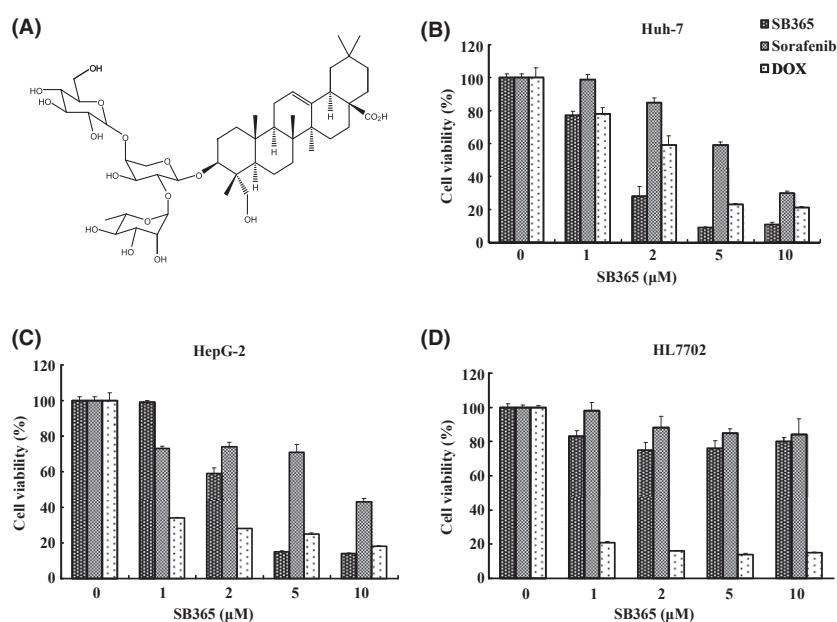 (A)
OH
HO
HO
OH
O
O
O
HO
O
O
O
O
HO
HO
OH
OH
H
H
H
CO₂H
(B)
Huh-7
SB365
Sorafenib
DOX
Cell viability (%)
120
100
80
60
40
20
0
0 1 2 5 10
SB365 (μM)
(C)
HepG-2
Cell viability (%)
120
100
80
60
40
20
0
0 1 2 5 10
SB365 (μM)
(D)
HL7702
Cell viability (%)
120
100
80
60
40
20
0
0 1 2 5 10
SB365 (μM)